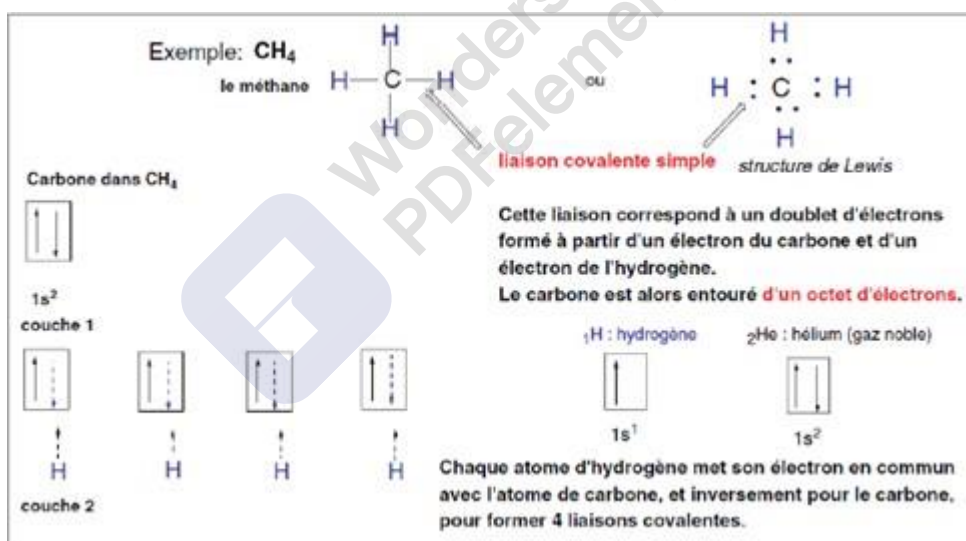 Exemple: CH₄
le méthane
H
H — C — H
H
ou
H
H : C : H
H
liaison covalente simple
structure de Lewis
Carbone dans CH₄
1s²
couche 1
H H H H
couche 2
Cette liaison correspond à un doublet d'électrons
formé à partir d'un électron du carbone et d'un
électron de l'hydrogène.
Le carbone est alors entouré d'un octet d'électrons.
₁H : hydrogène
₂He : hélium (gaz noble)
1s¹
1s²
Chaque atome d'hydrogène met son électron en commun
avec l'atome de carbone, et inversement pour le carbone,
pour former 4 liaisons covalentes.
Wonders
PDFelemen